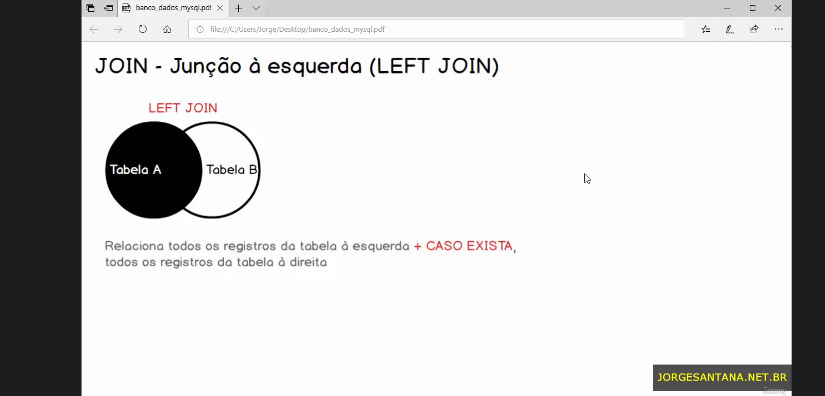 banco_dados_mysql.pdf
file:///C:/Users/Jorge/Desktop/banco_dados_mysql.pdf
JOIN - Junção à esquerda (LEFT JOIN)
LEFT JOIN
Tabela A
Tabela B
Relaciona todos os registros da tabela à esquerda + CASO EXISTA,
todos os registros da tabela à direita
JORGESANTANA.NET.BR
Udemy